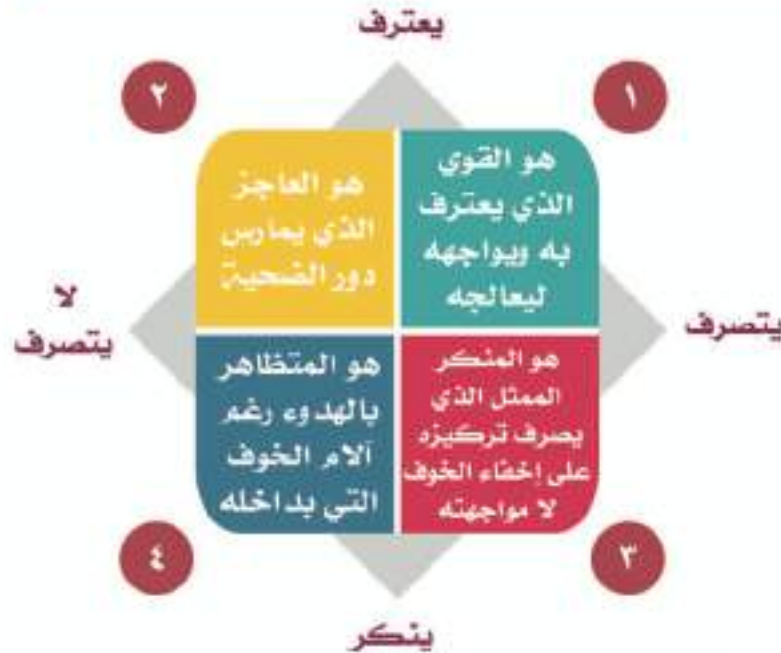 يعترف
١
هو القوي
الذي يعترف
به ويواجهه
ليعالجه
٢
هو العاجز
الذي يمارس
دور الضحية
يتصرف
لا
يتصرف
هو المنكر
الممثل الذي
يصرف تركيزه
على إخفاء الخوف
لا مواجهته
٣
هو المتظاهر
بالهدوء رغم
آلام الخوف
التي بداخله
٤
ينكر